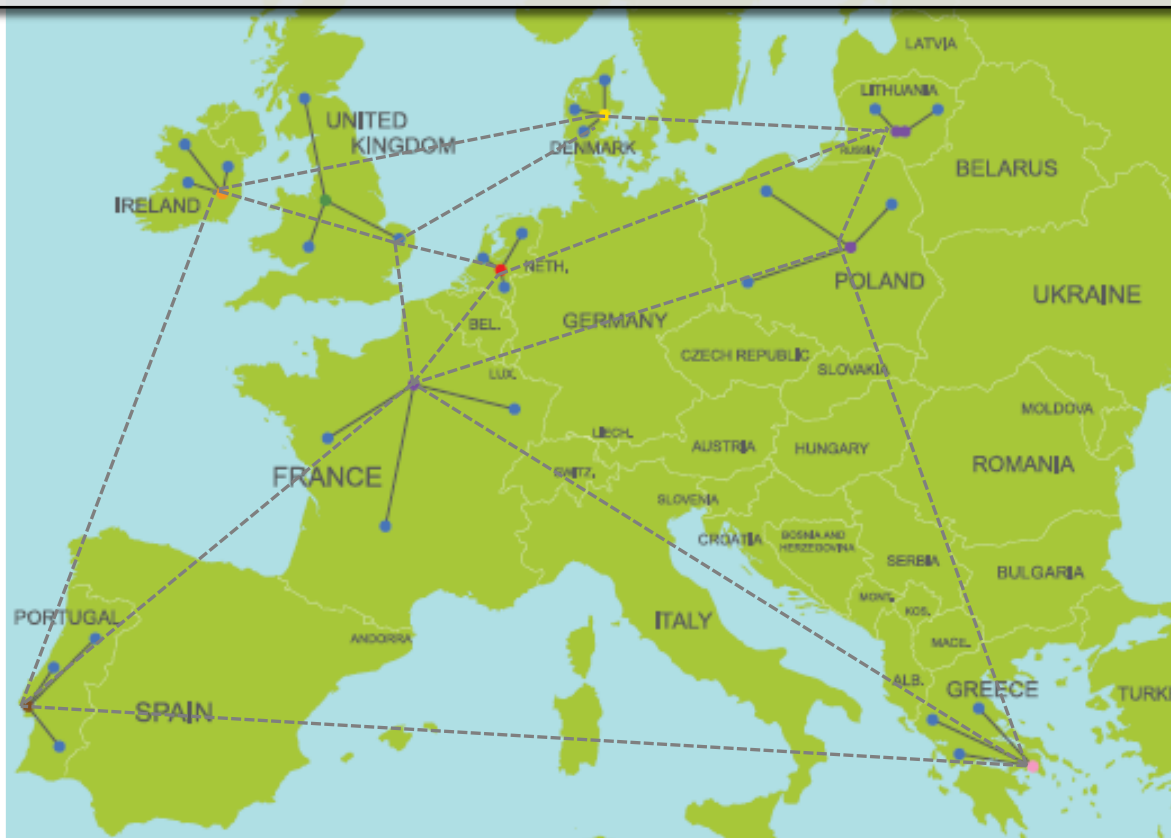 LATVIA
LITHUANIA
UNITED
KINGDOM
DENMARK
RUSSIA
BELARUS
IRELAND
NETH.
POLAND
UKRAINE
BEL.
GERMANY
CZECH REPUBLIC
SLOVAKIA
LUX.
MOLDOVA
LIECH.
AUSTRIA
HUNGARY
ROMANIA
FRANCE
SWITZ.
SLOVENIA
CROATIA
BOSNIA AND
HERZEGOVINA
SERBIA
BULGARIA
MONT.
KOS.
PORTUGAL
ANDORRA
ITALY
MACE.
ALB.
GREECE
TURKE
SPAIN